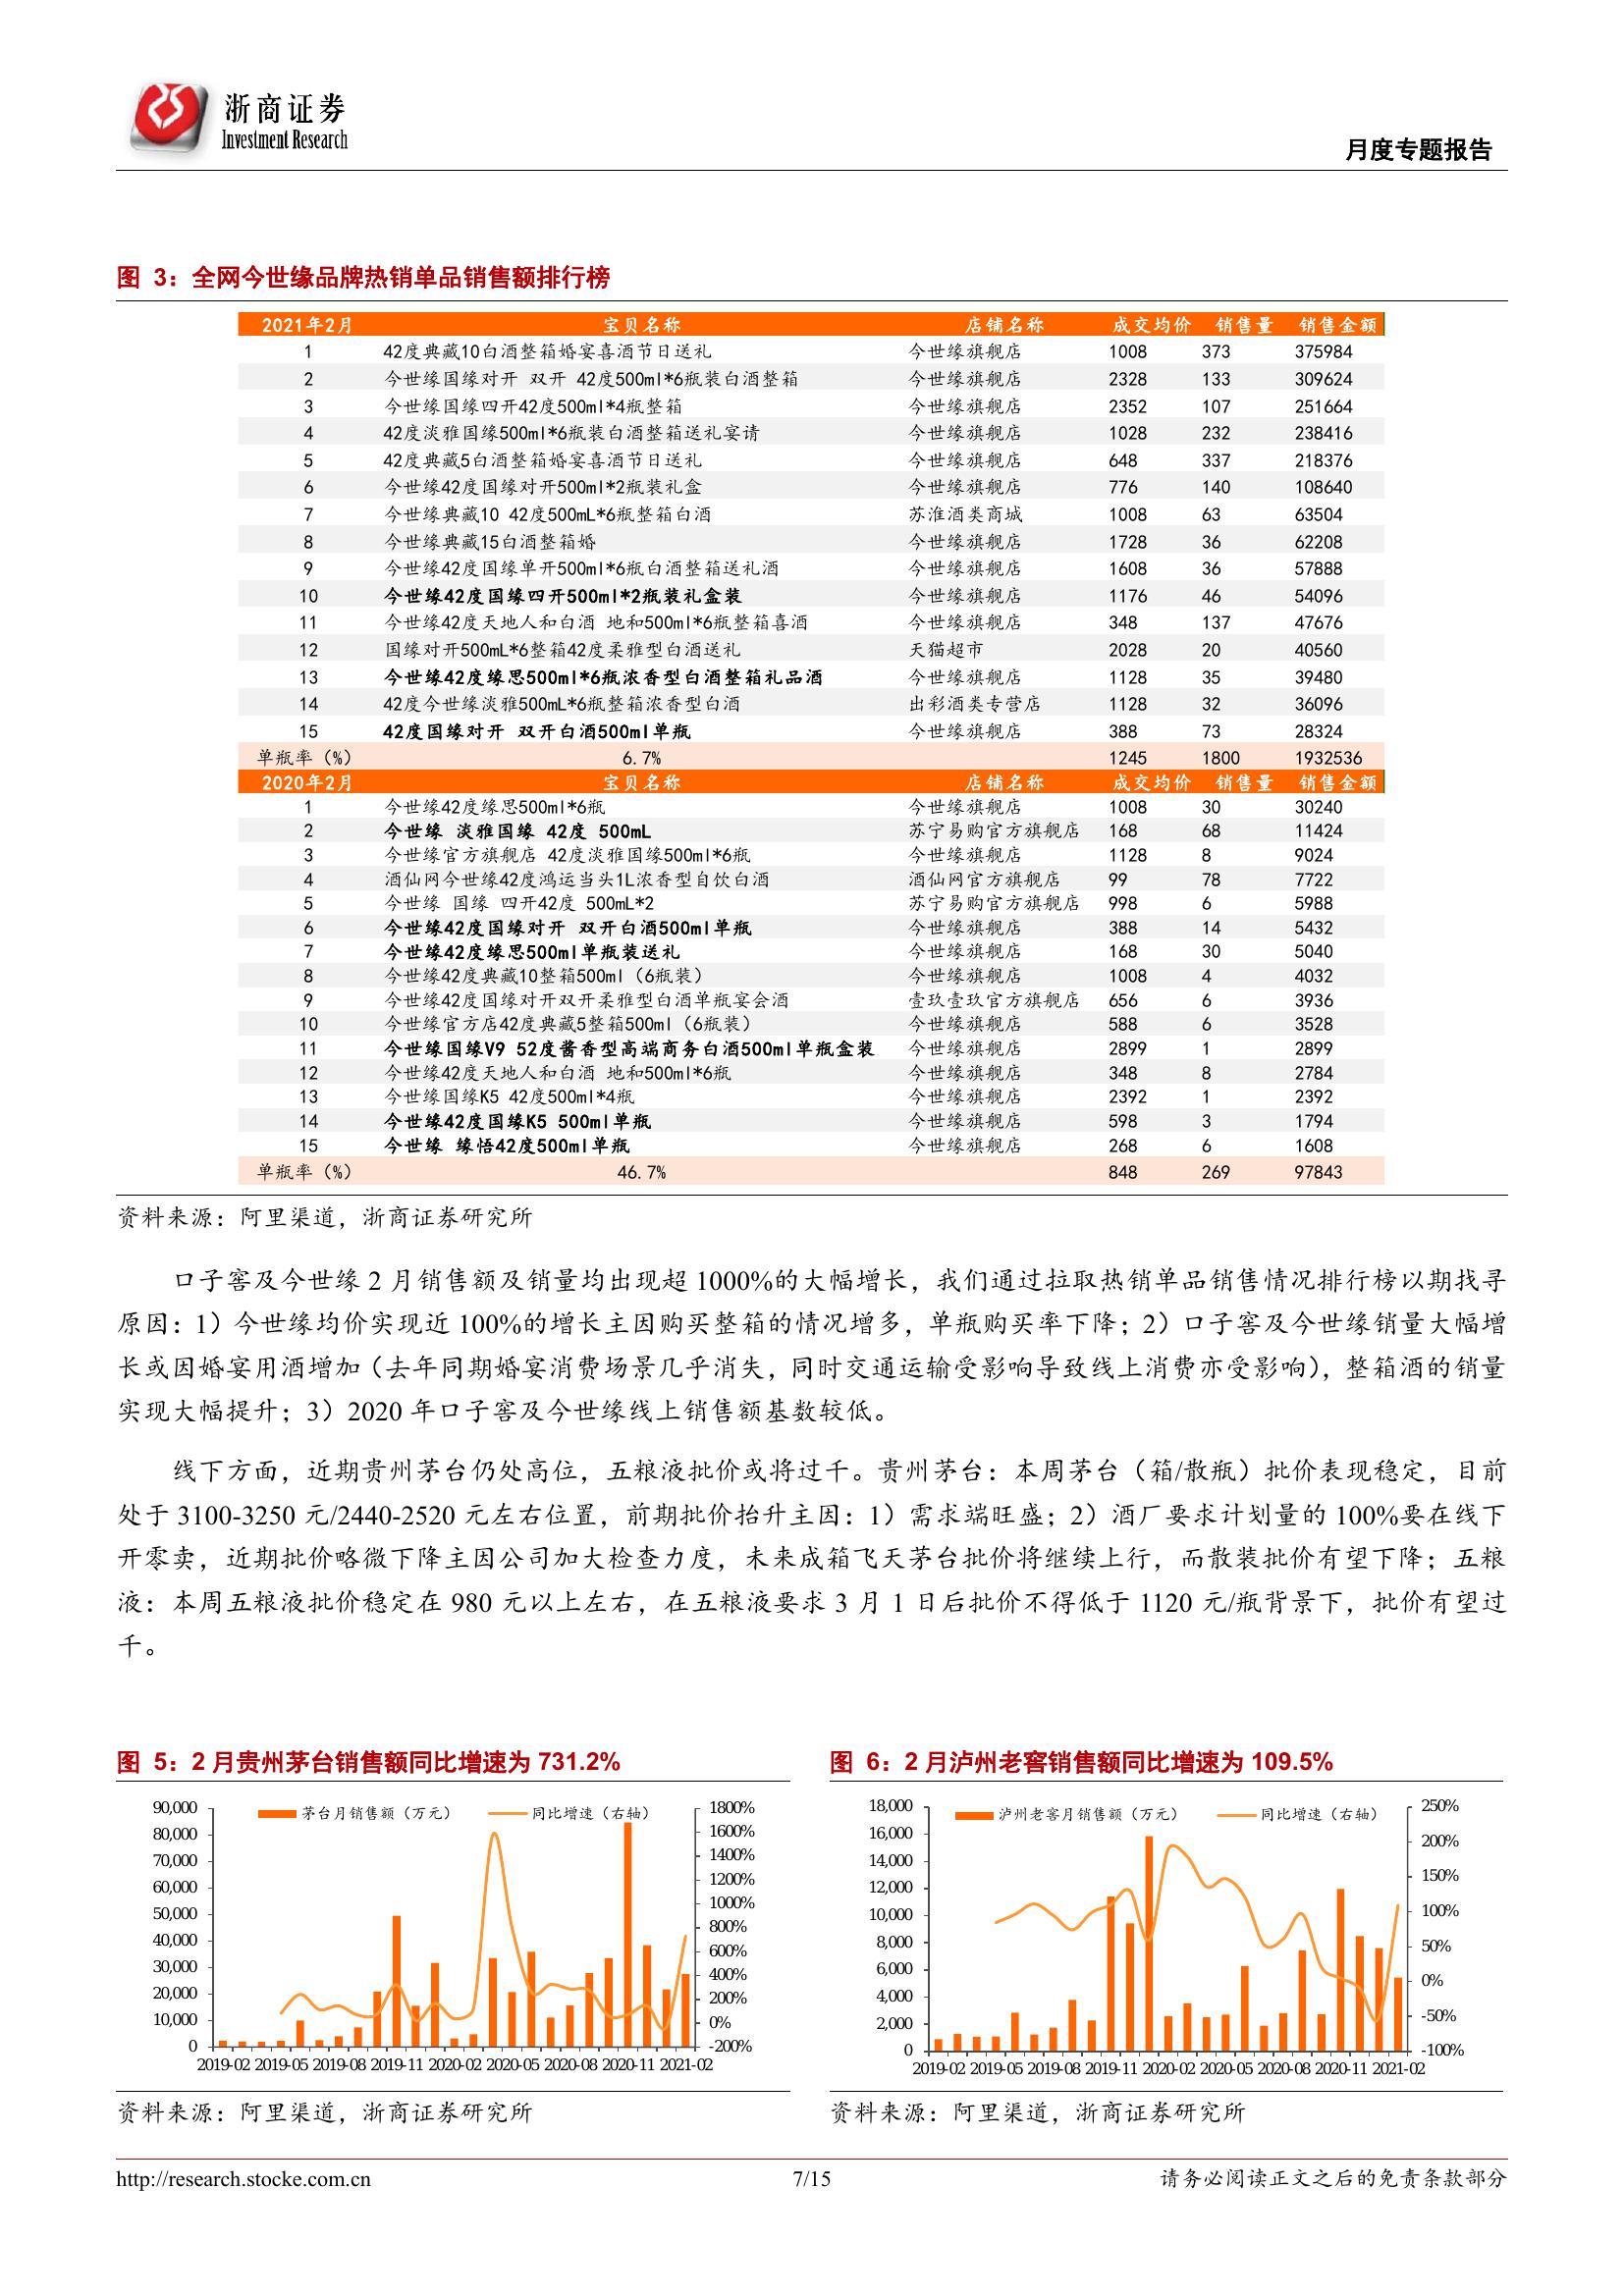 浙商证券
Investment Research
月度专题报告
图 3：全网今世缘品牌热销单品销售额排行榜
2021年2月 宝贝名称 店铺名称 成交均价 销售量 销售金额
1 42度典藏10白酒整箱婚宴喜酒节日送礼 今世缘旗舰店 1008 373 375984
2 今世缘国缘对开 双开 42度500ml*6瓶装白酒整箱 今世缘旗舰店 2328 133 309624
3 今世缘国缘四开42度500ml*4瓶整箱 今世缘旗舰店 2352 107 251664
4 42度淡雅国缘500ml*6瓶装白酒整箱送礼宴请 今世缘旗舰店 1028 232 238416
5 42度典藏5白酒整箱婚宴喜酒节日送礼 今世缘旗舰店 648 337 218376
6 今世缘42度国缘对开500ml*2瓶装礼盒 今世缘旗舰店 776 140 108640
7 今世缘典藏10 42度500mL*6瓶整箱白酒 苏淮酒类商城 1008 63 63504
8 今世缘典藏15白酒整箱婚 今世缘旗舰店 1728 36 62208
9 今世缘42度国缘单开500ml*6瓶白酒整箱送礼酒 今世缘旗舰店 1608 36 57888
10 今世缘42度国缘四开500ml*2瓶装礼盒装 今世缘旗舰店 1176 46 54096
11 今世缘42度天地人和白酒 地和500ml*6瓶整箱喜酒 今世缘旗舰店 348 137 47676
12 国缘对开500mL*6整箱42度柔雅型白酒送礼 天猫超市 2028 20 40560
13 今世缘42度缘思500ml*6瓶浓香型白酒整箱礼品酒 今世缘旗舰店 1128 35 39480
14 42度今世缘淡雅500mL*6瓶整箱浓香型白酒 出彩酒类专营店 1128 32 36096
15 42度国缘对开 双开白酒500ml单瓶 今世缘旗舰店 388 73 28324
单瓶率（%） 6.7% 1245 1800 1932536
2020年2月 宝贝名称 店铺名称 成交均价 销售量 销售金额
1 今世缘42度缘思500ml*6瓶 今世缘旗舰店 1008 30 30240
2 今世缘 淡雅国缘 42度 500mL 苏宁易购官方旗舰店 168 68 11424
3 今世缘官方旗舰店 42度淡雅国缘500ml*6瓶 今世缘旗舰店 1128 8 9024
4 酒仙网今世缘42度鸿运当头1L浓香型自饮白酒 酒仙网官方旗舰店 99 78 7722
5 今世缘 国缘 四开42度 500mL*2 苏宁易购官方旗舰店 998 6 5988
6 今世缘42度国缘对开 双开白酒500ml单瓶 今世缘旗舰店 388 14 5432
7 今世缘42度缘思500ml单瓶装送礼 今世缘旗舰店 168 30 5040
8 今世缘42度典藏10整箱500ml（6瓶装） 今世缘旗舰店 1008 4 4032
9 今世缘42度国缘对开双开柔雅型白酒单瓶宴会酒 壹玖壹玖官方旗舰店 656 6 3936
10 今世缘官方店42度典藏5整箱500ml（6瓶装） 今世缘旗舰店 588 6 3528
11 今世缘国缘V9 52度酱香型高端商务白酒500ml单瓶盒装 今世缘旗舰店 2899 1 2899
12 今世缘42度天地人和白酒 地和500ml*6瓶 今世缘旗舰店 348 8 2784
13 今世缘国缘K5 42度500ml*4瓶 今世缘旗舰店 2392 1 2392
14 今世缘42度国缘K5 500ml单瓶 今世缘旗舰店 598 3 1794
15 今世缘 缘悟42度500ml单瓶 今世缘旗舰店 268 6 1608
单瓶率（%） 46.7% 848 269 97843
资料来源：阿里渠道，浙商证券研究所
口子窖及今世缘 2 月销售额及销量均出现超 1000%的大幅增长，我们通过拉取热销单品销售情况排行榜以期找寻
原因：1）今世缘均价实现近 100%的增长主因购买整箱的情况增多，单瓶购买率下降；2）口子窖及今世缘销量大幅增
长或因婚宴用酒增加（去年同期婚宴消费场景几乎消失，同时交通运输受影响导致线上消费亦受影响），整箱酒的销量
实现大幅提升；3）2020 年口子窖及今世缘线上销售额基数较低。
线下方面，近期贵州茅台仍处高位，五粮液批价或将过千。贵州茅台：本周茅台（箱/散瓶）批价表现稳定，目前
处于 3100-3250 元/2440-2520 元左右位置，前期批价抬升主因：1）需求端旺盛；2）酒厂要求计划量的 100%要在线下
开零卖，近期批价略微下降主因公司加大检查力度，未来成箱飞天茅台批价将继续上行，而散装批价有望下降；五粮
液：本周五粮液批价稳定在 980 元以上左右，在五粮液要求 3 月 1 日后批价不得低于 1120 元/瓶背景下，批价有望过
千。
图 5：2 月贵州茅台销售额同比增速为 731.2%
茅台月销售额（万元） 同比增速（右轴）
90,000 1800%
80,000 1600%
70,000 1400%
60,000 1200%
50,000 1000%
40,000 800%
30,000 600%
20,000 400%
10,000 200%
0 0%
-200%
2019-02 2019-05 2019-08 2019-11 2020-02 2020-05 2020-08 2020-11 2021-02
资料来源：阿里渠道，浙商证券研究所
图 6：2 月泸州老窖销售额同比增速为 109.5%
泸州老窖月销售额（万元） 同比增速（右轴）
18,000 250%
16,000 200%
14,000 150%
12,000 100%
10,000 50%
8,000 0%
6,000 -50%
4,000 -100%
2,000
0
2019-02 2019-05 2019-08 2019-11 2020-02 2020-05 2020-08 2020-11 2021-02
资料来源：阿里渠道，浙商证券研究所
http://research.stocke.com.cn 7/15 请务必阅读正文之后的免责条款部分